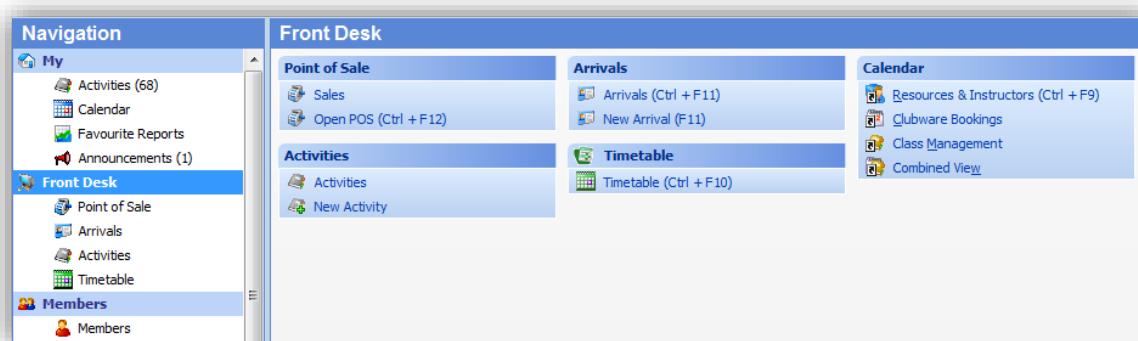 Navigation
My
Activities (68)
Calendar
Favourite Reports
Announcements (1)
Front Desk
Point of Sale
Arrivals
Activities
Timetable
Members
Members
Front Desk
Point of Sale
Sales
Open POS (Ctrl + F12)
Activities
Activities
New Activity
Arrivals
Arrivals (Ctrl + F11)
New Arrival (F11)
Timetable
Timetable (Ctrl + F10)
Calendar
Resources & Instructors (Ctrl + F9)
Clubware Bookings
Class Management
Combined View